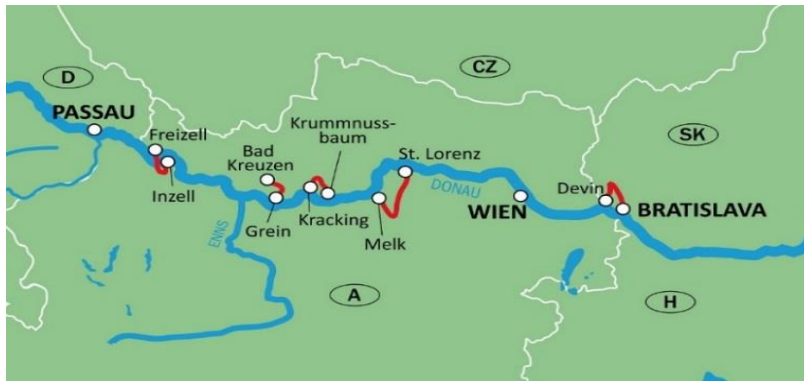 D
CZ
SK
PASSAU
Freizell
Inzell
Bad
Kreuzen
Krummnuss-
baum
St. Lorenz
DONAU
Devin
Grein
Kracking
Melk
WIEN
BRATISLAVA
ENNS
A
H